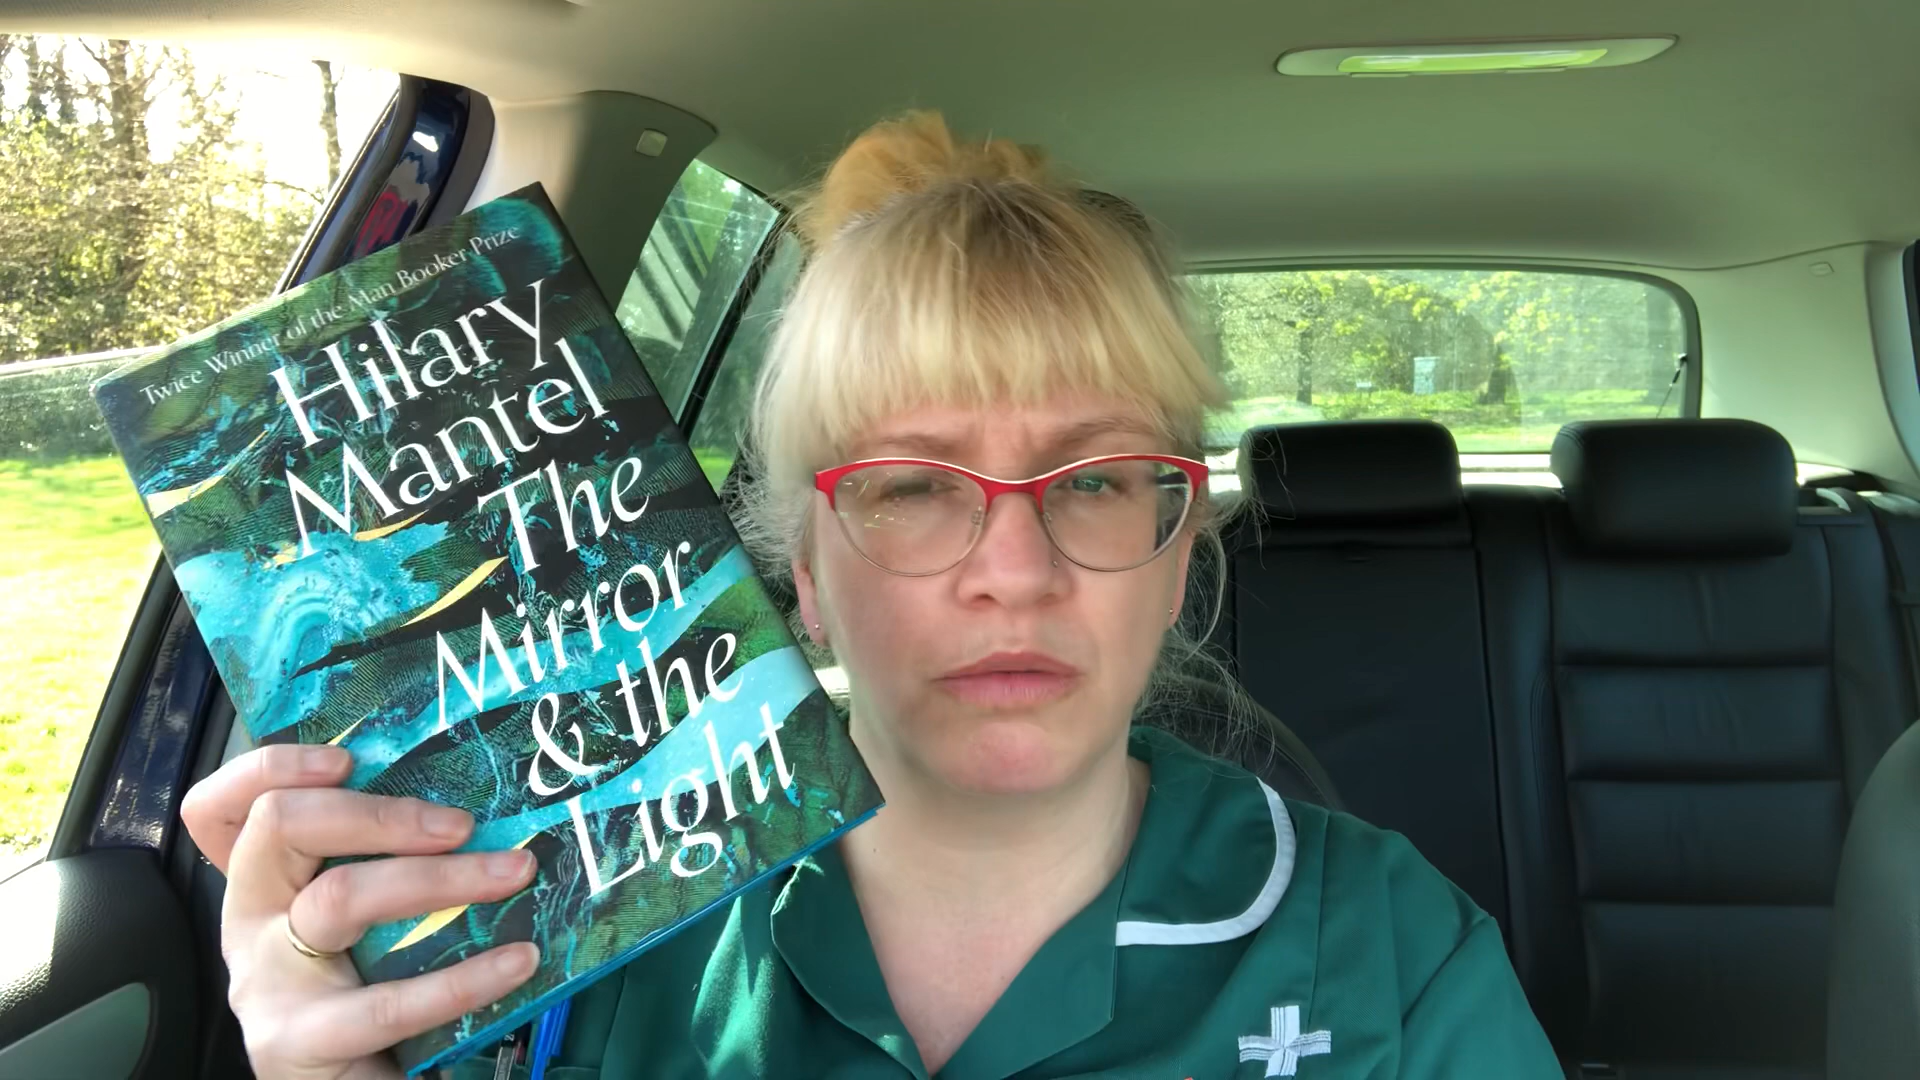 Twice Winner of the Man Booker Prize
Hilary
Mantel
The
Mirror
& the
Light